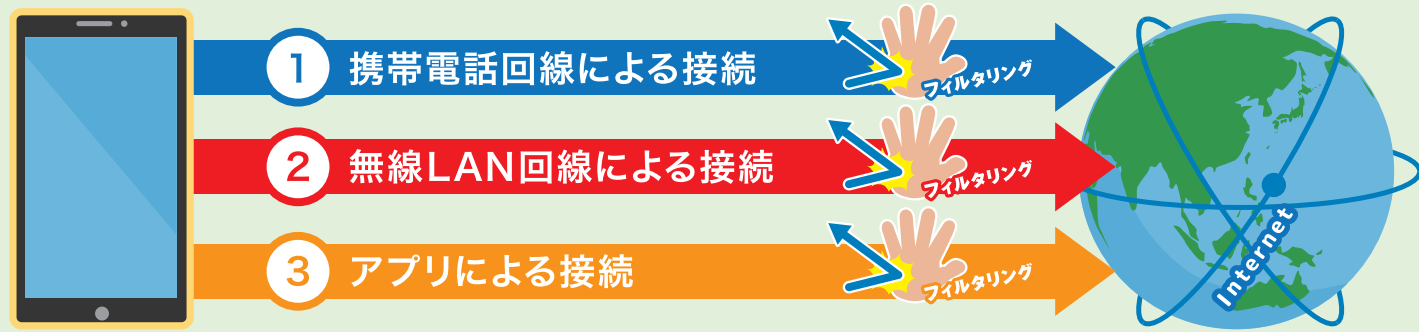 1 携帯電話回線による接続
フィルタリング
2 無線LAN回線による接続
フィルタリング
3 アプリによる接続
フィルタリング
Internet